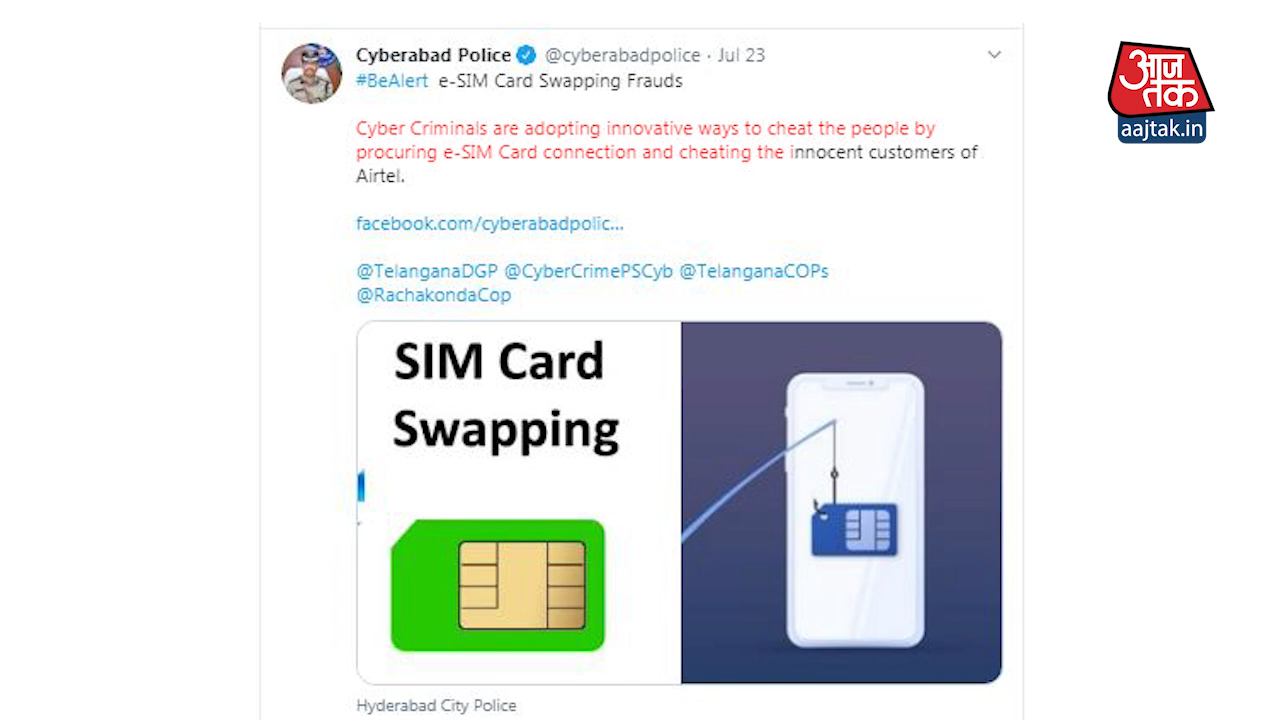 Cyberabad Police @cyberabadpolice · Jul 23
#BeAlert e-SIM Card Swapping Frauds
Cyber Criminals are adopting innovative ways to cheat the people by
procuring e-SIM Card connection and cheating the innocent customers of
Airtel.
facebook.com/cyberabadpolic...
@TelanganaDGP @CyberCrimePSCyb @TelanganaCOPs
@RachakondaCop
SIM Card
Swapping
Hyderabad City Police
आज
तक
aajtak.in